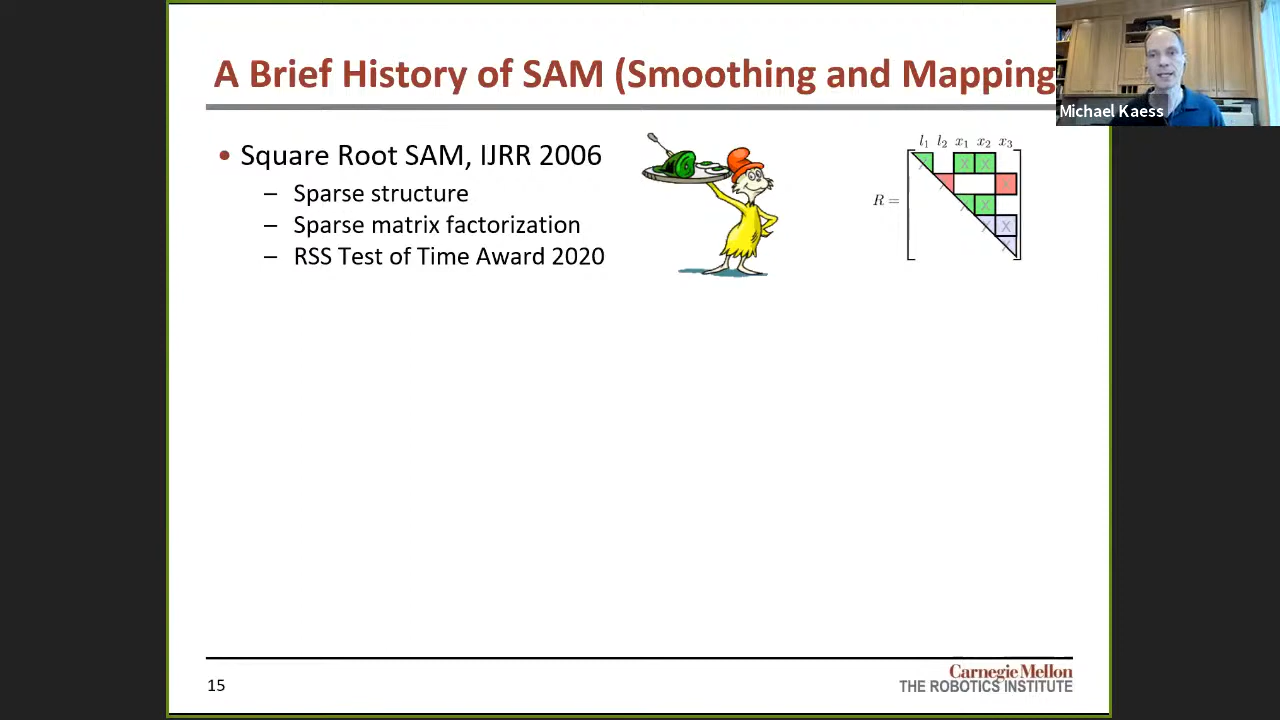 A Brief History of SAM (Smoothing and Mapping
Michael Kaess
• Square Root SAM, IJRR 2006
– Sparse structure
– Sparse matrix factorization
– RSS Test of Time Award 2020
l1 l2 x1 x2 x3
R =
x x x
x x
x x
x x
x
15
Carnegie Mellon
THE ROBOTICS INSTITUTE